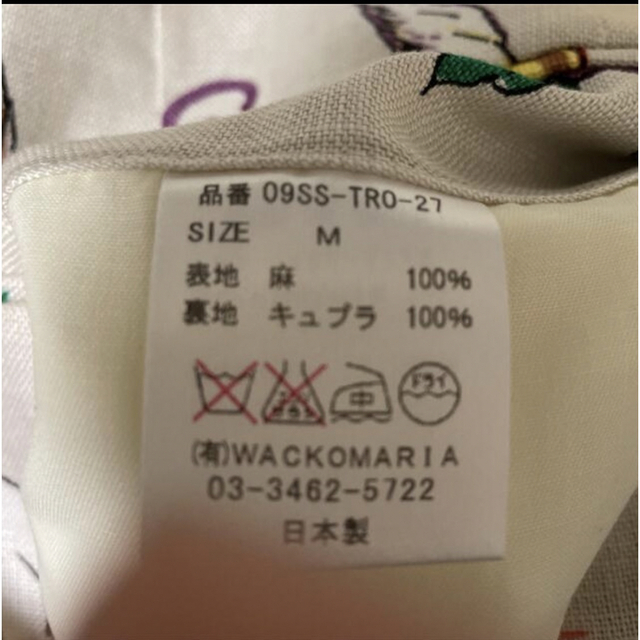 品番 09SS-TRO-27
SIZE M
表地 麻 100%
裏地 キュプラ 100%
中 ドライ
(有)WACKOMARIA
03-3462-5722
日本製